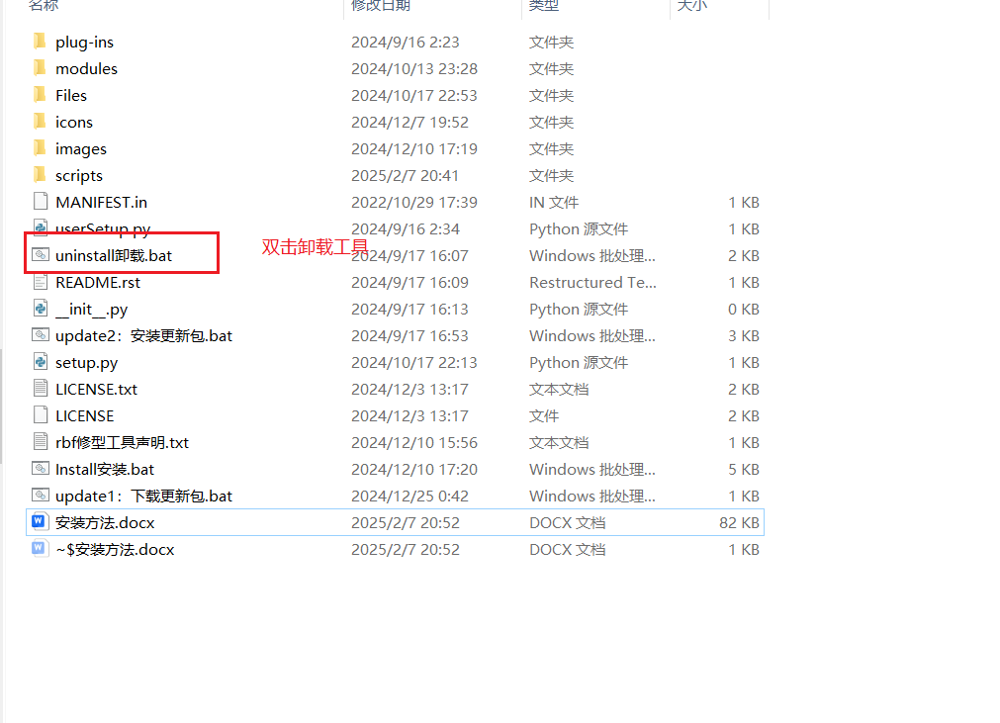 名称 修改日期 类型 大小
plug-ins 2024/9/16 2:23 文件夹
modules 2024/10/13 23:28 文件夹
Files 2024/10/17 22:53 文件夹
icons 2024/12/7 19:52 文件夹
images 2024/12/10 17:19 文件夹
scripts 2025/2/7 20:41 文件夹
MANIFEST.in 2022/10/29 17:39 IN 文件 1 KB
userSetup.py 2024/9/16 2:34 Python 源文件 1 KB
双击卸载工具
uninstall卸载.bat 2024/9/17 16:07 Windows 批处理... 2 KB
README.rst 2024/9/17 16:09 Restructured Te... 1 KB
__init__.py 2024/9/17 16:13 Python 源文件 0 KB
update2：安装更新包.bat 2024/9/17 16:53 Windows 批处理... 3 KB
setup.py 2024/10/17 22:13 Python 源文件 1 KB
LICENSE.txt 2024/12/3 13:17 文本文档 2 KB
LICENSE 2024/12/3 13:17 文件 2 KB
rbf修型工具声明.txt 2024/12/10 15:56 文本文档 1 KB
Install安装.bat 2024/12/10 17:20 Windows 批处理... 5 KB
update1：下载更新包.bat 2024/12/25 0:42 Windows 批处理... 1 KB
安装方法.docx 2025/2/7 20:52 DOCX 文档 82 KB
~$安装方法.docx 2025/2/7 20:52 DOCX 文档 1 KB